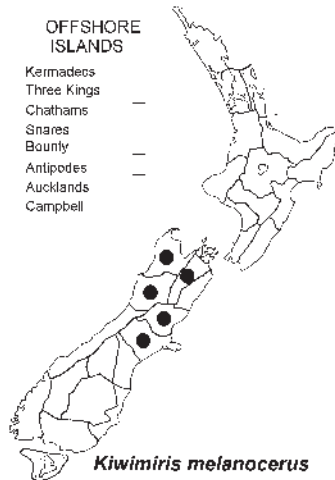 OFFSHORE
ISLANDS
Kermadecs
Three Kings
Chathams
Snares
Bounty
Antipodes
Aucklands
Campbell
Kiwimiris melanocerus